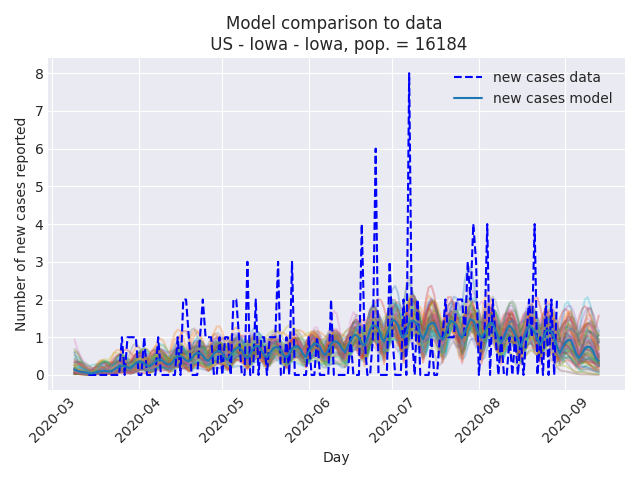 Model comparison to data
US - Iowa - Iowa, pop. = 16184
new cases data
new cases model
Number of new cases reported
8
7
6
5
4
3
2
1
0
2020-03
2020-04
2020-05
2020-06
2020-07
2020-08
2020-09
Day